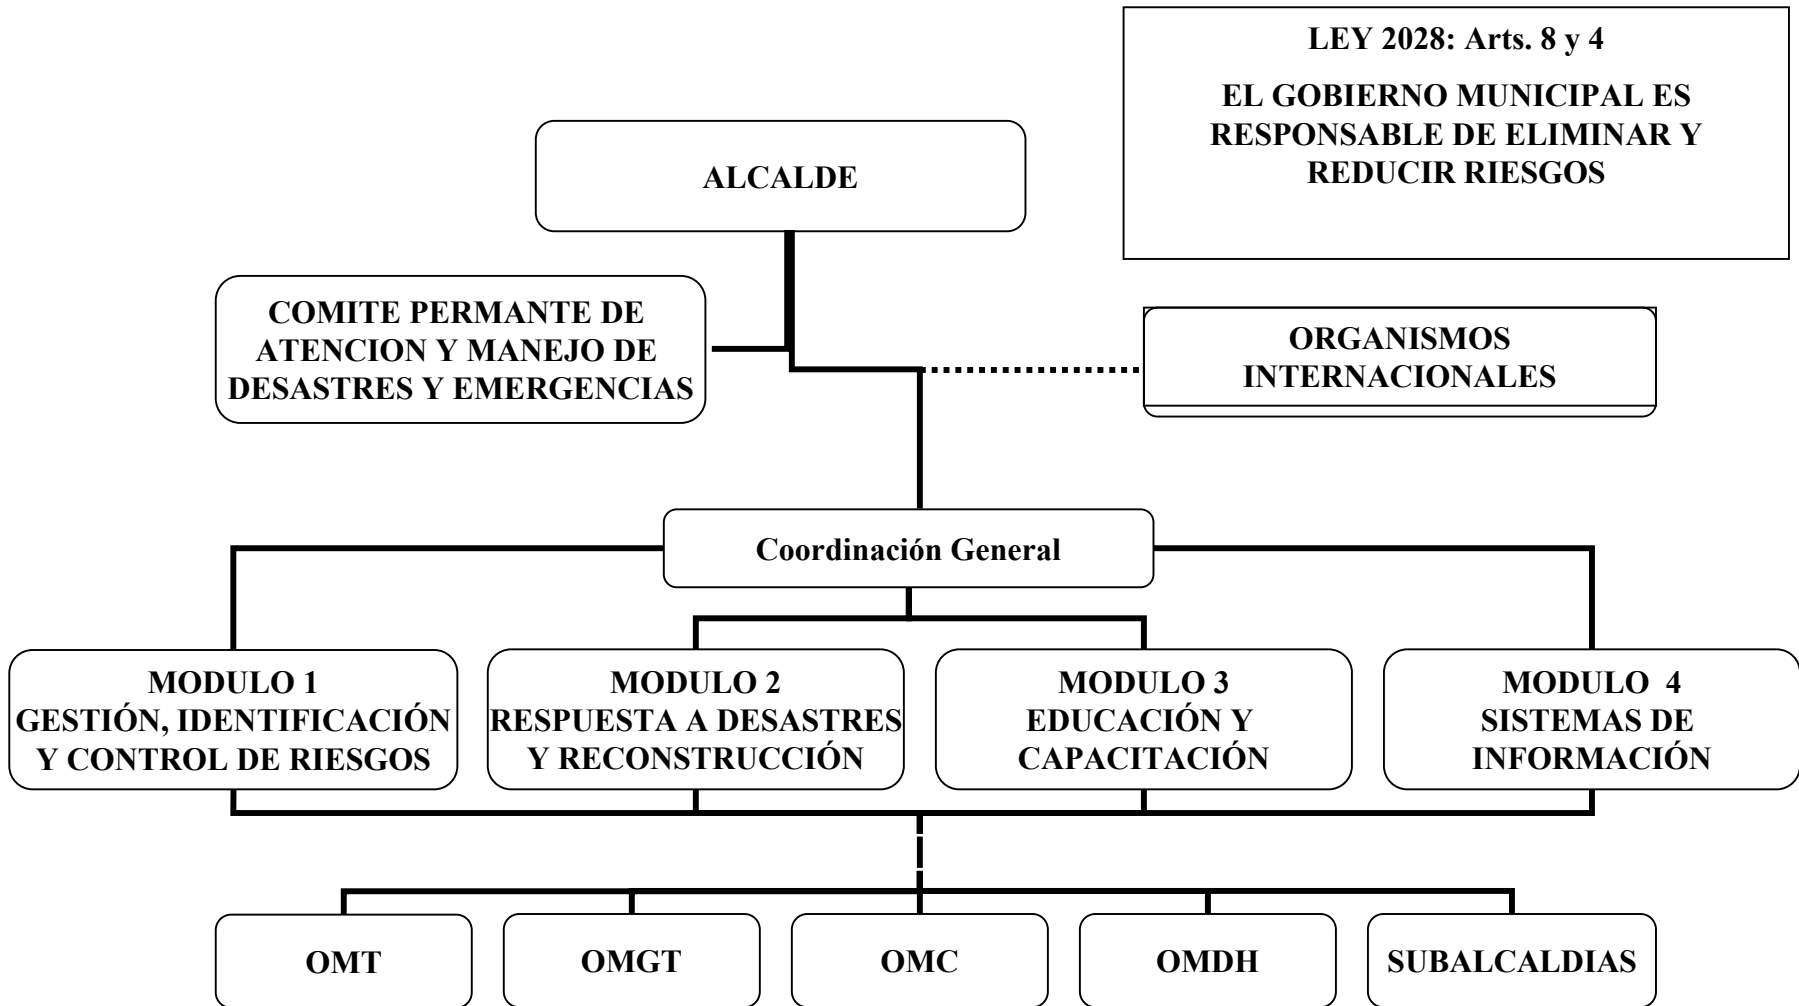 LEY 2028: Arts. 8 y 4
EL GOBIERNO MUNICIPAL ES
RESPONSABLE DE ELIMINAR Y
REDUCIR RIESGOS
ALCALDE
COMITE PERMANTE DE
ATENCION Y MANEJO DE
DESASTRES Y EMERGENCIAS
ORGANISMOS
INTERNACIONALES
Coordinación General
MODULO 1
GESTIÓN, IDENTIFICACIÓN
Y CONTROL DE RIESGOS
MODULO 2
RESPUESTA A DESASTRES
Y RECONSTRUCCIÓN
MODULO 3
EDUCACIÓN Y
CAPACITACIÓN
MODULO 4
SISTEMAS DE
INFORMACIÓN
OMT
OMGT
OMC
OMDH
SUBALCALDIAS